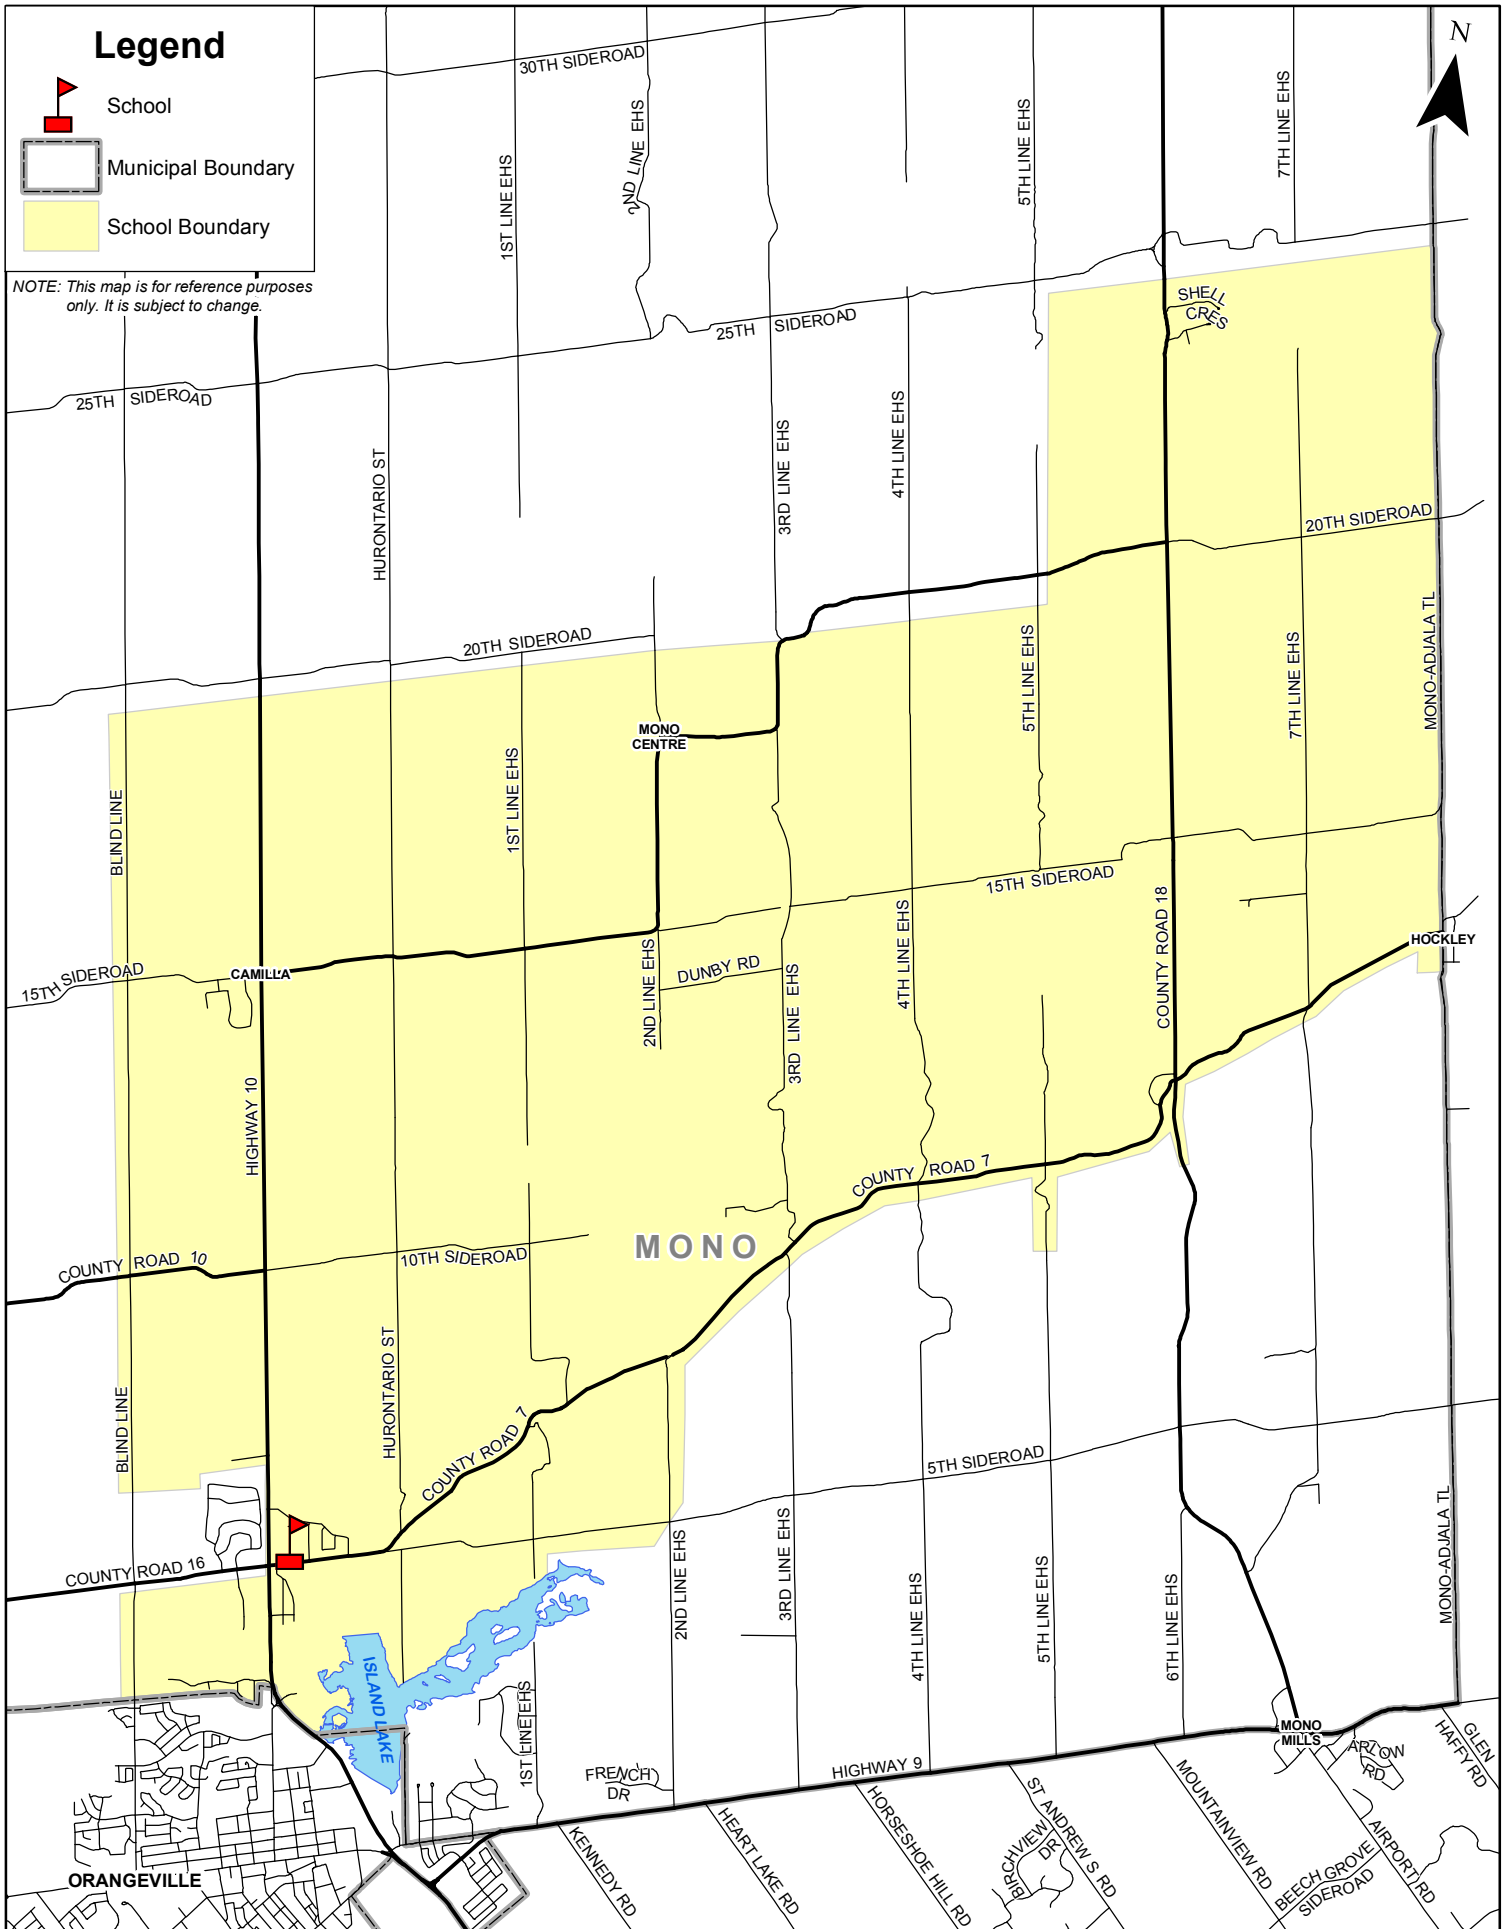 Legend
School
Municipal Boundary
School Boundary
NOTE: This map is for reference purposes
only. It is subject to change.
N
30TH SIDEROAD
2ND LINE EHS
1ST LINE EHS
5TH LINE EHS
7TH LINE EHS
SHELL
CRES
25TH SIDEROAD
25TH SIDEROAD
HURONTARIO ST
3RD LINE EHS
4TH LINE EHS
20TH SIDEROAD
20TH SIDEROAD
MONO-ADJALA TL
5TH LINE EHS
7TH LINE EHS
MONO
CENTRE
1ST LINE EHS
BLIND LINE
15TH SIDEROAD
COUNTY ROAD 18
4TH LINE EHS
HOCKLEY
2ND LINE EHS
DUNBY RD
3RD LINE EHS
15TH SIDEROAD
CAMILLA
HIGHWAY 10
COUNTY ROAD 7
MONO
COUNTY ROAD 10
10TH SIDEROAD
HURONTARIO ST
BLIND LINE
COUNTY ROAD 7
5TH SIDEROAD
MONO-ADJALA TL
COUNTY ROAD 16
2ND LINE EHS
3RD LINE EHS
4TH LINE EHS
5TH LINE EHS
6TH LINE EHS
ISLAND LAKE
1ST LINE EHS
MONO
MILLS
GLEN
HAFFY RD
ARLOW
RD
FRENCH
DR
HIGHWAY 9
KENNEDY RD
HEART LAKE RD
HORSESHOE HILL RD
ST ANDREW S RD
BIRCHVIEW
DR
MOUNTAINVIEW RD
AIRPORT RD
BEECH GROVE
SIDEROAD
ORANGEVILLE